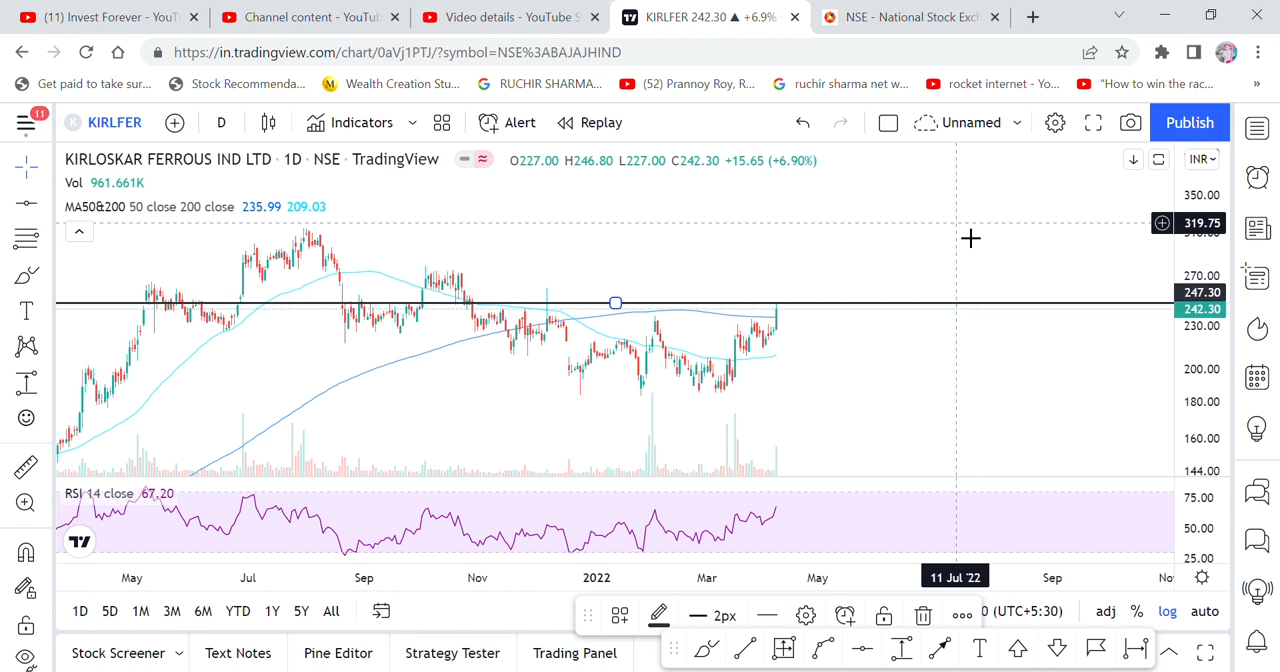 (11) Invest Forever - YouT
Channel content - YouTub
Video details - YouTube S
KIRLFER 242.30 ▲ +6.9%
NSE - National Stock Exch
https://in.tradingview.com/chart/0aVj1PTJ/?symbol=NSE%3ABAJAJHIND
Get paid to take sur...
Stock Recommenda...
Wealth Creation Stu...
RUCHIR SHARMA...
(52) Prannoy Roy, R...
ruchir sharma net w...
rocket internet - Yo...
"How to win the rac...
»
11
KIRLFER
D
Indicators
Alert
Replay
Unnamed
Publish
KIRLOSKAR FERROUS IND LTD · 1D · NSE · TradingView
O227.00 H246.80 L227.00 C242.30 +15.65 (+6.90%)
INR
Vol 961.661K
MA50&200 50 close 200 close 235.99 209.03
350.00
319.75
270.00
247.30
242.30
230.00
200.00
180.00
160.00
144.00
RSI 14 close 67.20
75.00
50.00
25.00
May
Jul
Sep
Nov
2022
Mar
May
11 Jul '22
Sep
No
1D 5D 1M 3M 6M YTD 1Y 5Y All
2px
0 (UTC+5:30)
adj % log auto
Stock Screener
Text Notes
Pine Editor
Strategy Tester
Trading Panel